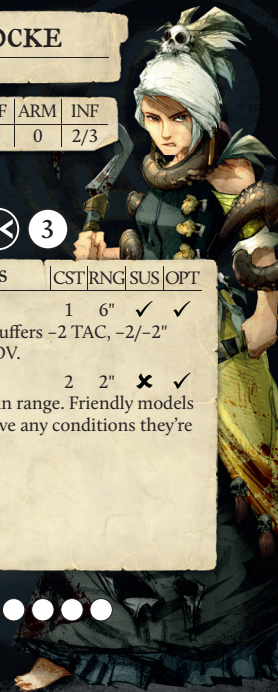 OCKE
F ARM INF
0 2/3
3
s CST RNG SUS OPT
1 6" ✓ ✓
uffers –2 TAC, –2/–2"
OV.
2 2" ✘ ✓
in range. Friendly models
ve any conditions they're